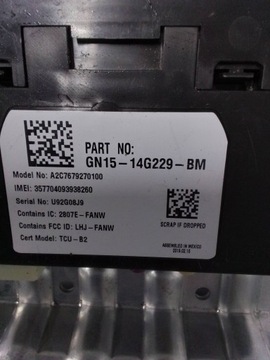 PART NO:
GN15-14G229-BM
Model No: A2C7679270100
IMEI: 357704093938260
Serial No: U92G08J9
Contains IC: 2807E-FANW
Contains FCC ID: LHJ-FANW
Cert Model: TCU-B2
SCRAP IF DROPPED
ASSEMBLED IN MEXICO